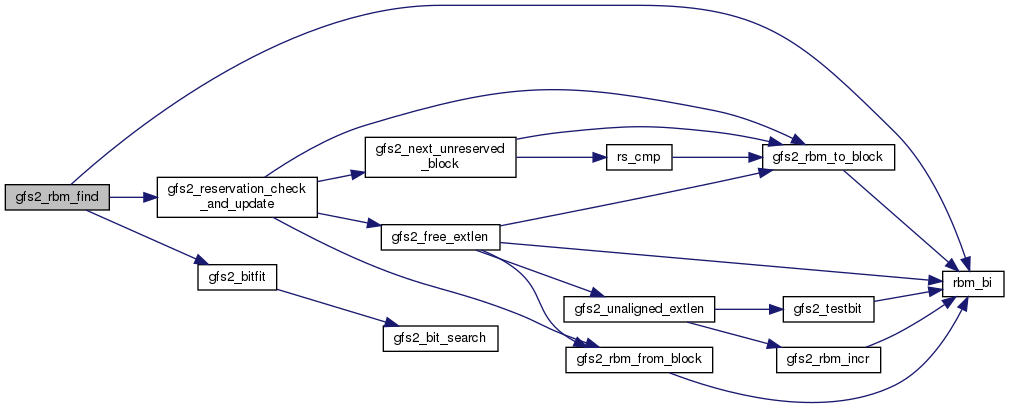 gfs2_rbm_find
gfs2_reservation_check
_and_update
gfs2_bitfit
gfs2_next_unreserved
_block
gfs2_free_extlen
gfs2_bit_search
rs_cmp
gfs2_unaligned_extlen
gfs2_rbm_from_block
gfs2_rbm_to_block
gfs2_testbit
gfs2_rbm_incr
rbm_bi